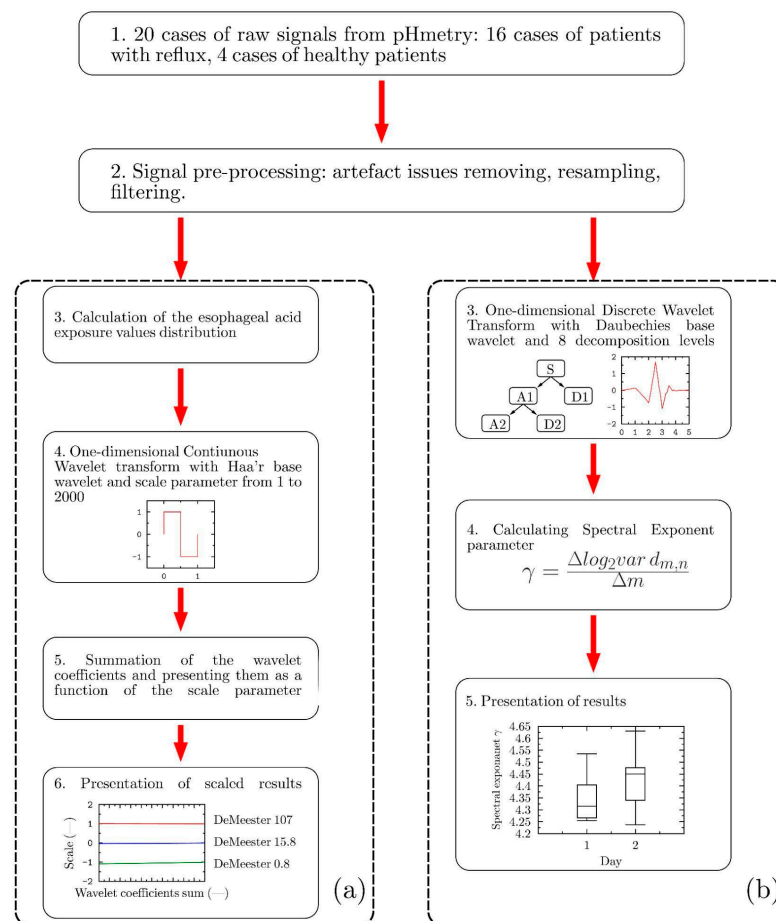 1. 20 cases of raw signals from pHmetry: 16 cases of patients
with reflux, 4 cases of healthy patients
2. Signal pre-processing: artefact issues removing, resampling,
filtering.
3. Calculation of the esophageal acid
exposure values distribution
4. One-dimensional Contiunous
Wavelet transform with Haa'r base
wavelet and scale parameter from 1 to
2000
1
0
-1
0 1
5. Summation of the wavelet
coefficients and presenting them as a
function of the scale parameter
6. Presentation of scaled results
2
1
0
-1
-2
Scale (—)
DeMeester 107
DeMeester 15.8
DeMeester 0.8
Wavelet coefficients sum (—)
(a)
3. One-dimensional Discrete Wavelet
Transform with Daubechies base
wavelet and 8 decomposition levels
S
A1 D1
A2 D2
2
1
0
-1
-2
0 1 2 3 4 5
4. Calculating Spectral Exponent
parameter
γ = Δlog₂var d_{m,n} / Δm
5. Presentation of results
4.65
4.6
4.55
4.5
4.45
4.4
4.35
4.3
4.25
4.2
Spectral exponanet γ
1 2
Day
(b)